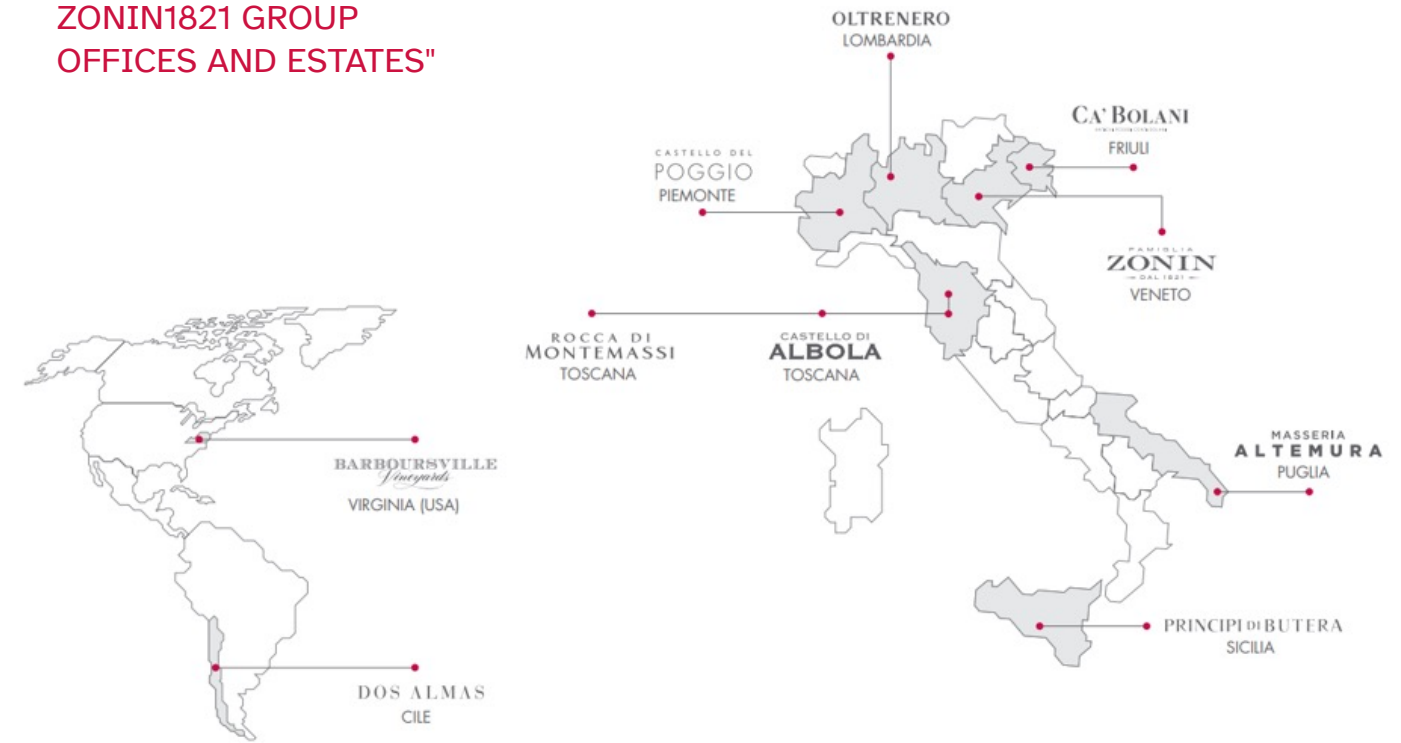 ZONIN1821 GROUP
OFFICES AND ESTATES"
OLTRENERO
LOMBARDIA
CA' BOLANI
FRIULI
CASTELLO DEL
POGGIO
PIEMONTE
FAMIGLIA
ZONIN
DAL 1821
VENETO
ROCCA DI
MONTEMASSI
TOSCANA
CASTELLO DI
ALBOLA
TOSCANA
BARBOURSVILLE
Vineyards
VIRGINIA (USA)
MASSERIA
ALTEMURA
PUGLIA
PRINCIPI DI BUTERA
SICILIA
DOS ALMAS
CILE